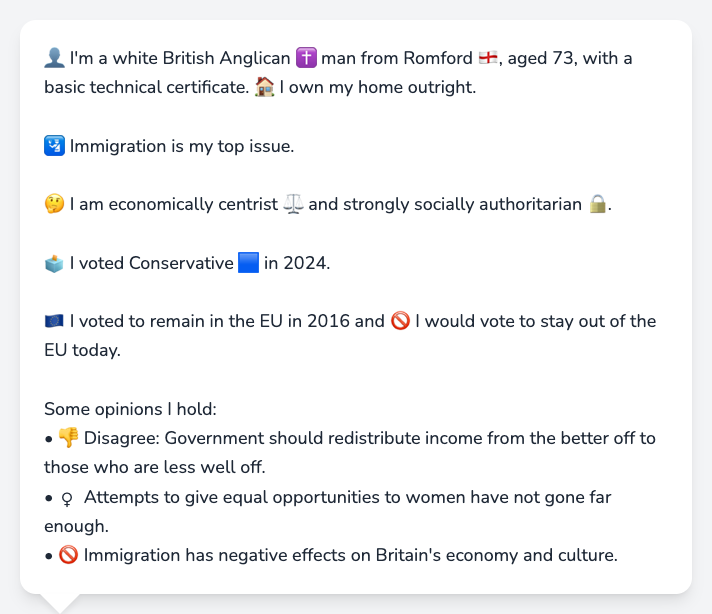 👤 I'm a white British Anglican ✝️ man from Romford 🏴󠁧󠁢󠁥󠁮󠁧󠁿, aged 73, with a
basic technical certificate. 🏠 I own my home outright.
🛂 Immigration is my top issue.
🤔 I am economically centrist ⚖️ and strongly socially authoritarian 🔒.
🗳️ I voted Conservative 🟦 in 2024.
🇪🇺 I voted to remain in the EU in 2016 and 🚫 I would vote to stay out of the
EU today.
Some opinions I hold:
• 👎 Disagree: Government should redistribute income from the better off to
those who are less well off.
• ♀ Attempts to give equal opportunities to women have not gone far
enough.
• 🚫 Immigration has negative effects on Britain's economy and culture.